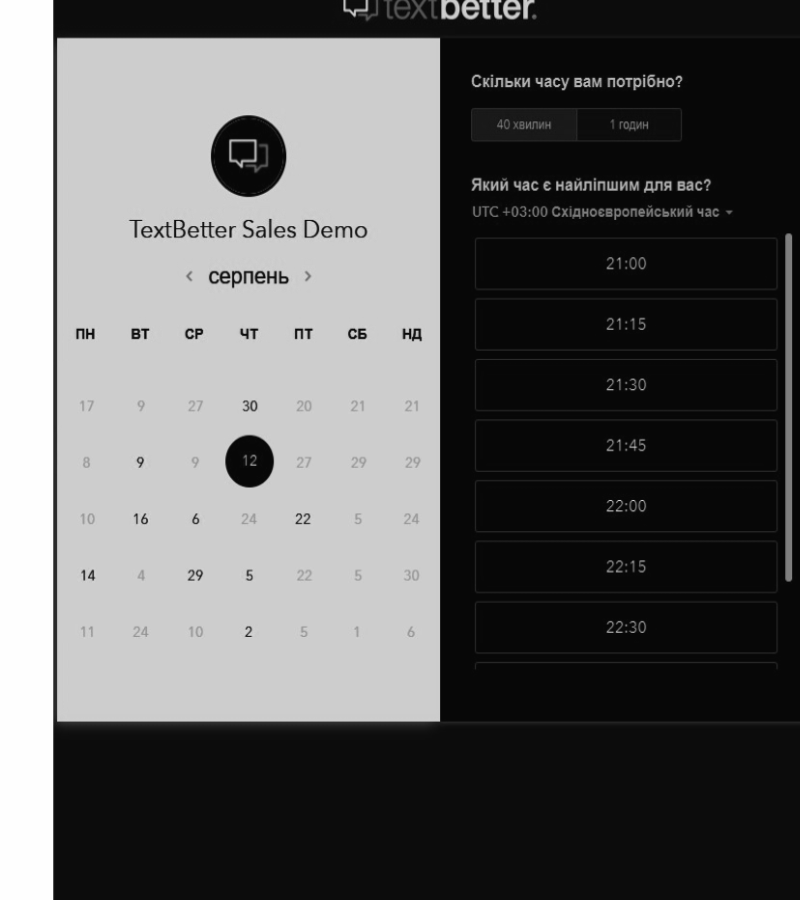 textbetter.
TextBetter Sales Demo
серпень
ПН ВТ СР ЧТ ПТ СБ НД
17 9 27 30 20 21 21
8 9 9 12 27 29 29
10 16 6 24 22 5 24
14 4 29 5 22 5 30
11 24 10 2 5 1 6
Скільки часу вам потрібно?
40 хвилин 1 годин
Який час є найліпшим для вас?
UTC +03:00 Східноєвропейський час
21:00
21:15
21:30
21:45
22:00
22:15
22:30